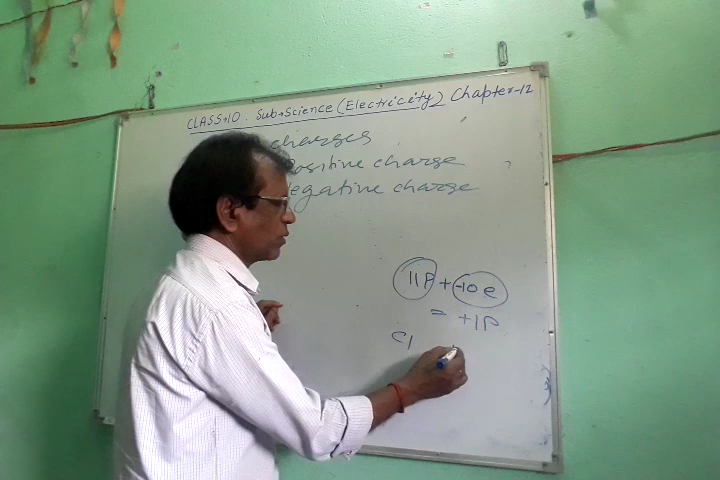 CLASS-10. Sub-Science (Electricity) Chapter-12
charges
Positive charge
Negative charge
11P + -10e
= +1P
Cl